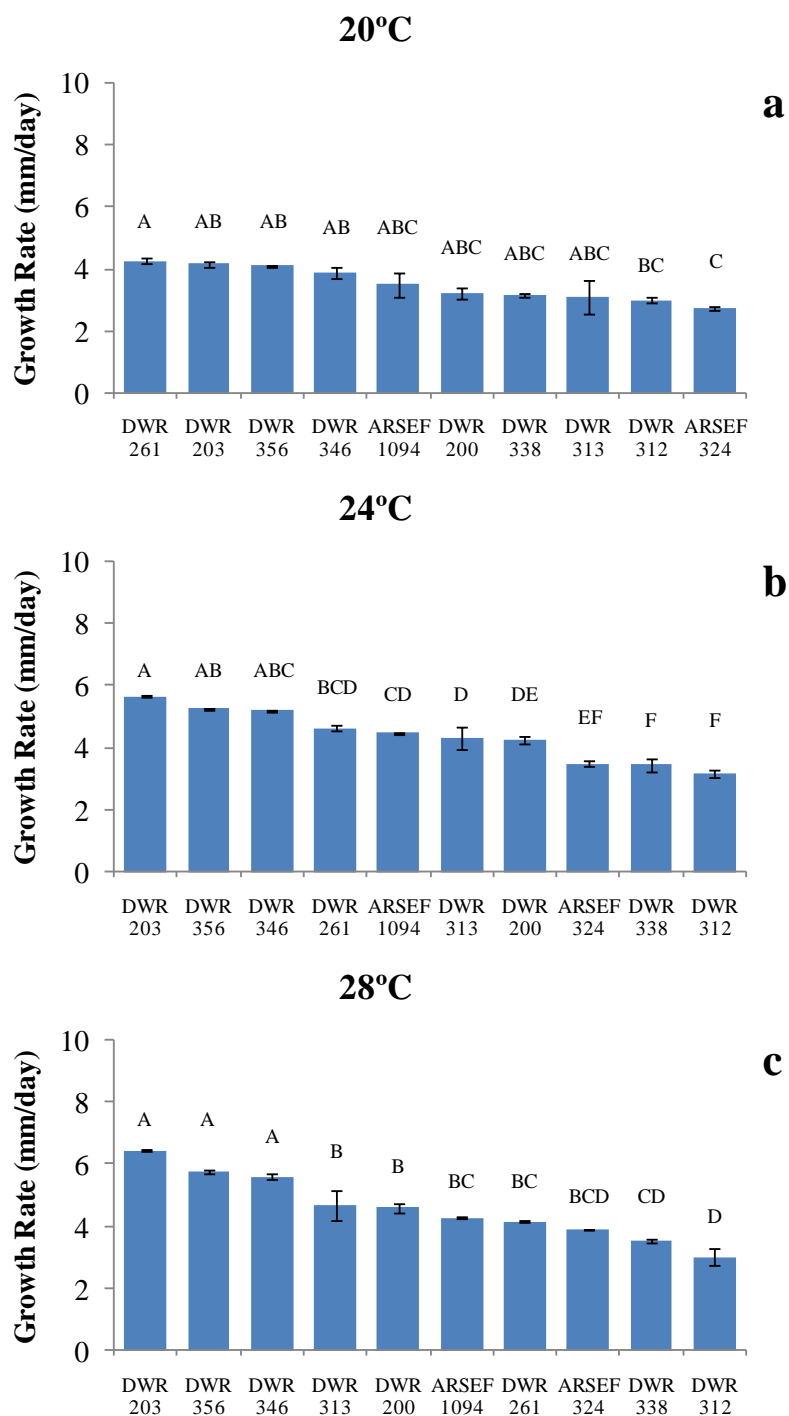 20ºC
a
Growth Rate (mm/day)
10
8
6
4
2
0
A AB AB AB ABC ABC ABC ABC BC C
DWR DWR DWR DWR ARSEF DWR DWR DWR DWR ARSEF
261 203 356 346 1094 200 338 313 312 324
24ºC
b
Growth Rate (mm/day)
10
8
6
4
2
0
A AB ABC BCD CD D DE EF F F
DWR DWR DWR DWR ARSEF DWR DWR ARSEF DWR DWR
203 356 346 261 1094 313 200 324 338 312
28ºC
c
Growth Rate (mm/day)
10
8
6
4
2
0
A A A B B BC BC BCD CD D
DWR DWR DWR DWR DWR ARSEF DWR ARSEF DWR DWR
203 356 346 313 200 1094 261 324 338 312